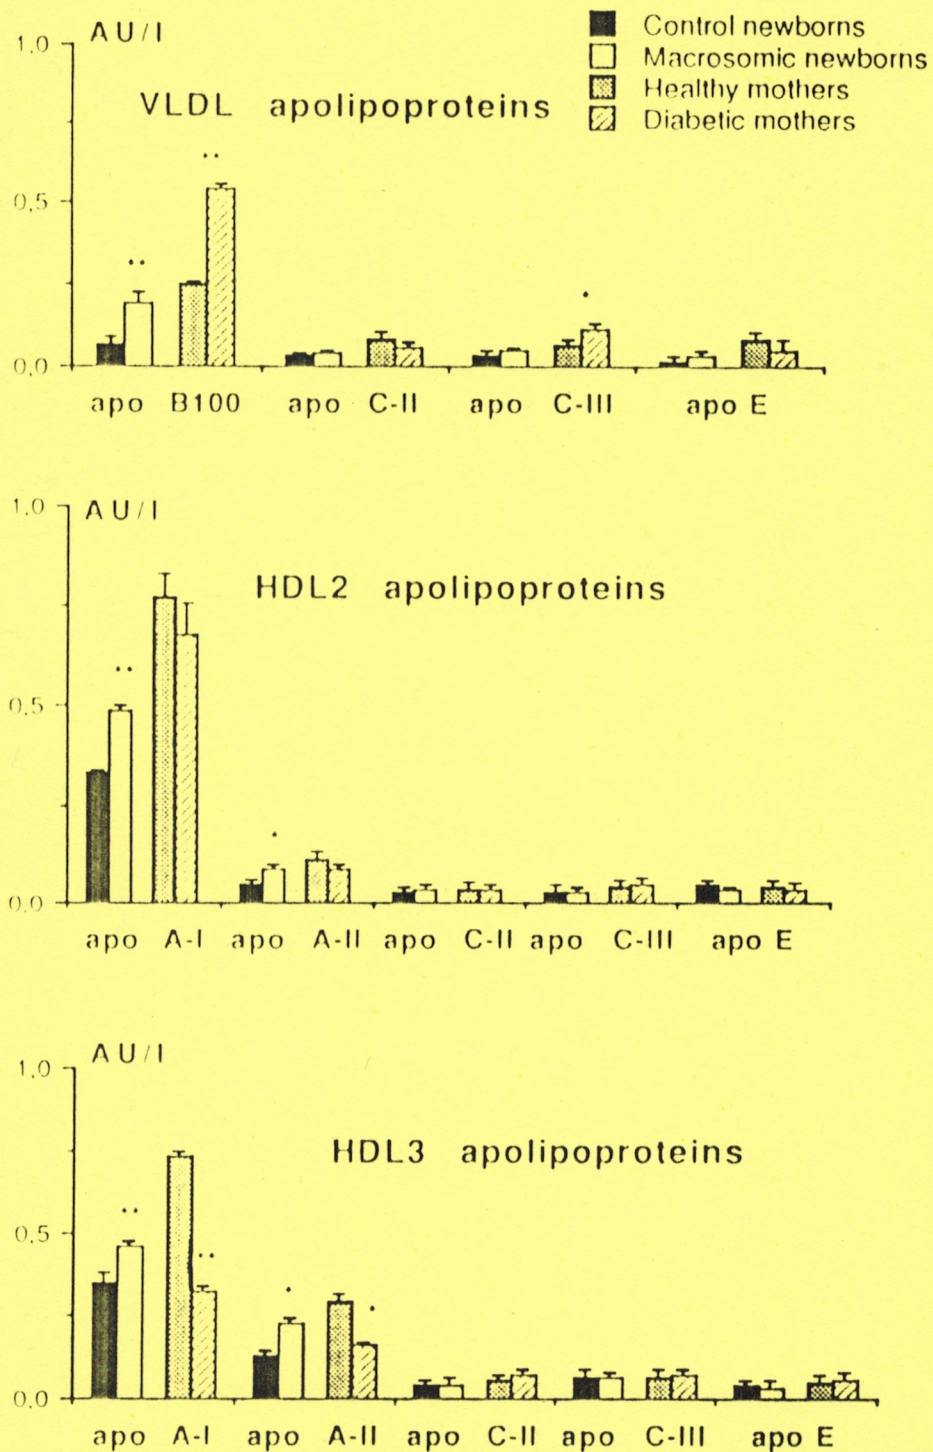 AU/l
1.0
Control newborns
Macrosomic newborns
Healthy mothers
Diabetic mothers
VLDL apolipoproteins
0.5
0.0
apo B100 apo C-II apo C-III apo E
1.0
AU/l
HDL2 apolipoproteins
0.5
0.0
apo A-I apo A-II apo C-II apo C-III apo E
AU/l
1.0
HDL3 apolipoproteins
0.5
0.0
apo A-I apo A-II apo C-II apo C-III apo E